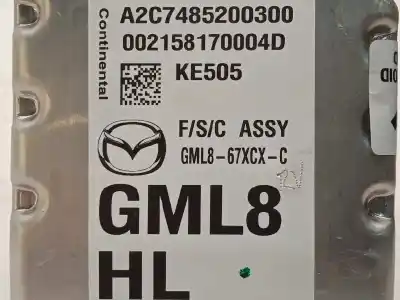 Continental
A2C7485200300
002158170004D
KE505
F/S/C ASSY
GML8-67XCX-C
GML8
HL